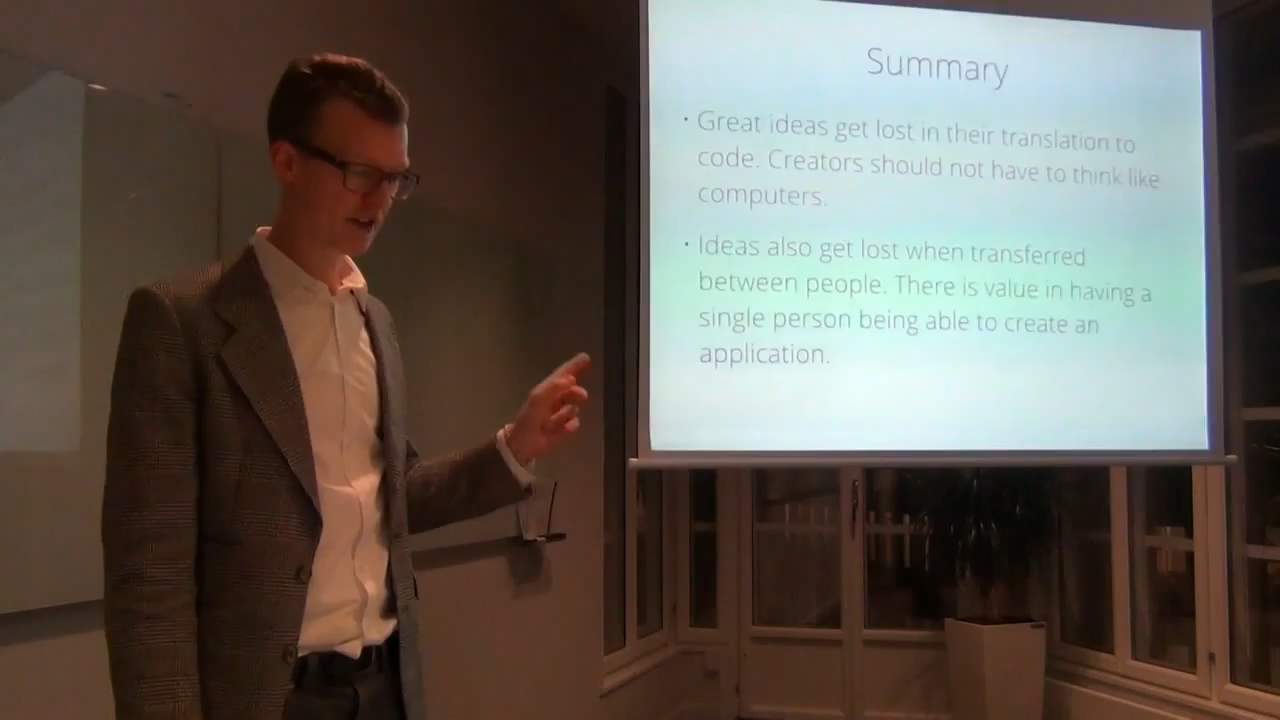 Summary
· Great ideas get lost in their translation to
code. Creators should not have to think like
computers.
· Ideas also get lost when transferred
between people. There is value in having a
single person being able to create an
application.